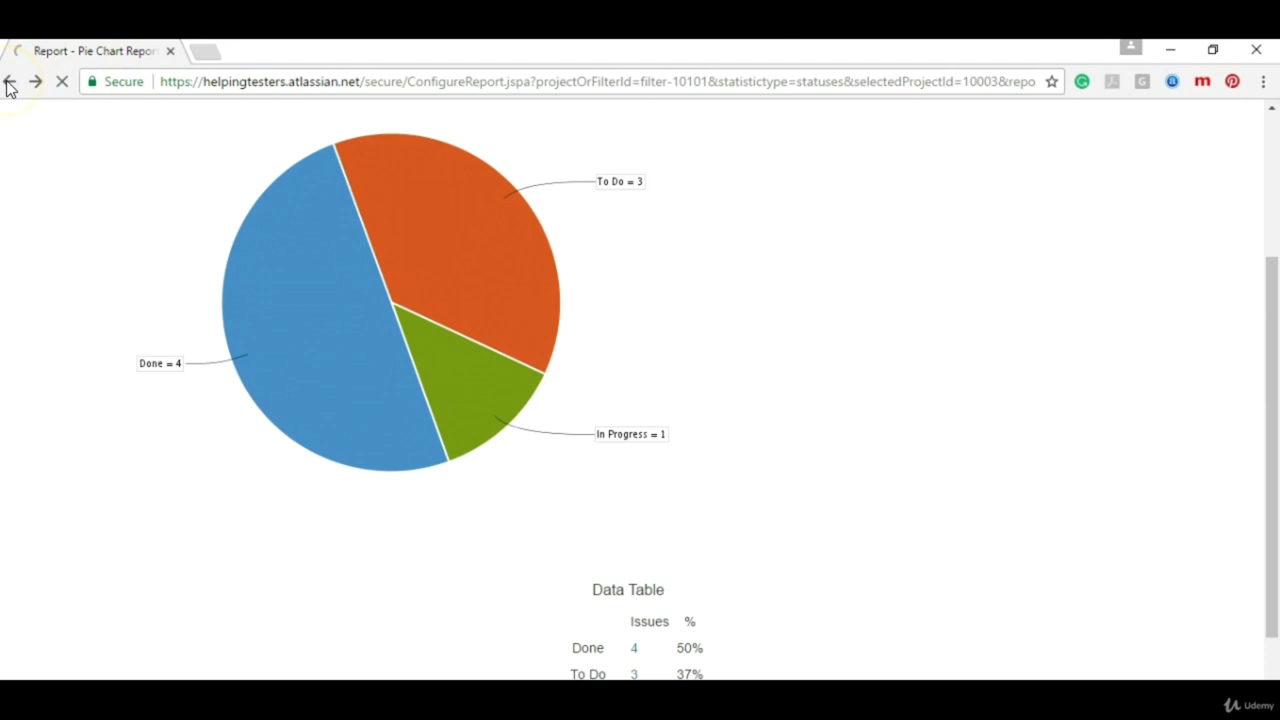 Report - Pie Chart Repor
Secure https://helpingtesters.atlassian.net/secure/ConfigureReport.jspa?projectOrFilterId=filter-10101&statistictype=statuses&selectedProjectId=10003&repo
To Do = 3
Done = 4
In Progress = 1
Data Table
Issues %
Done 4 50%
To Do 3 37%
Udemy